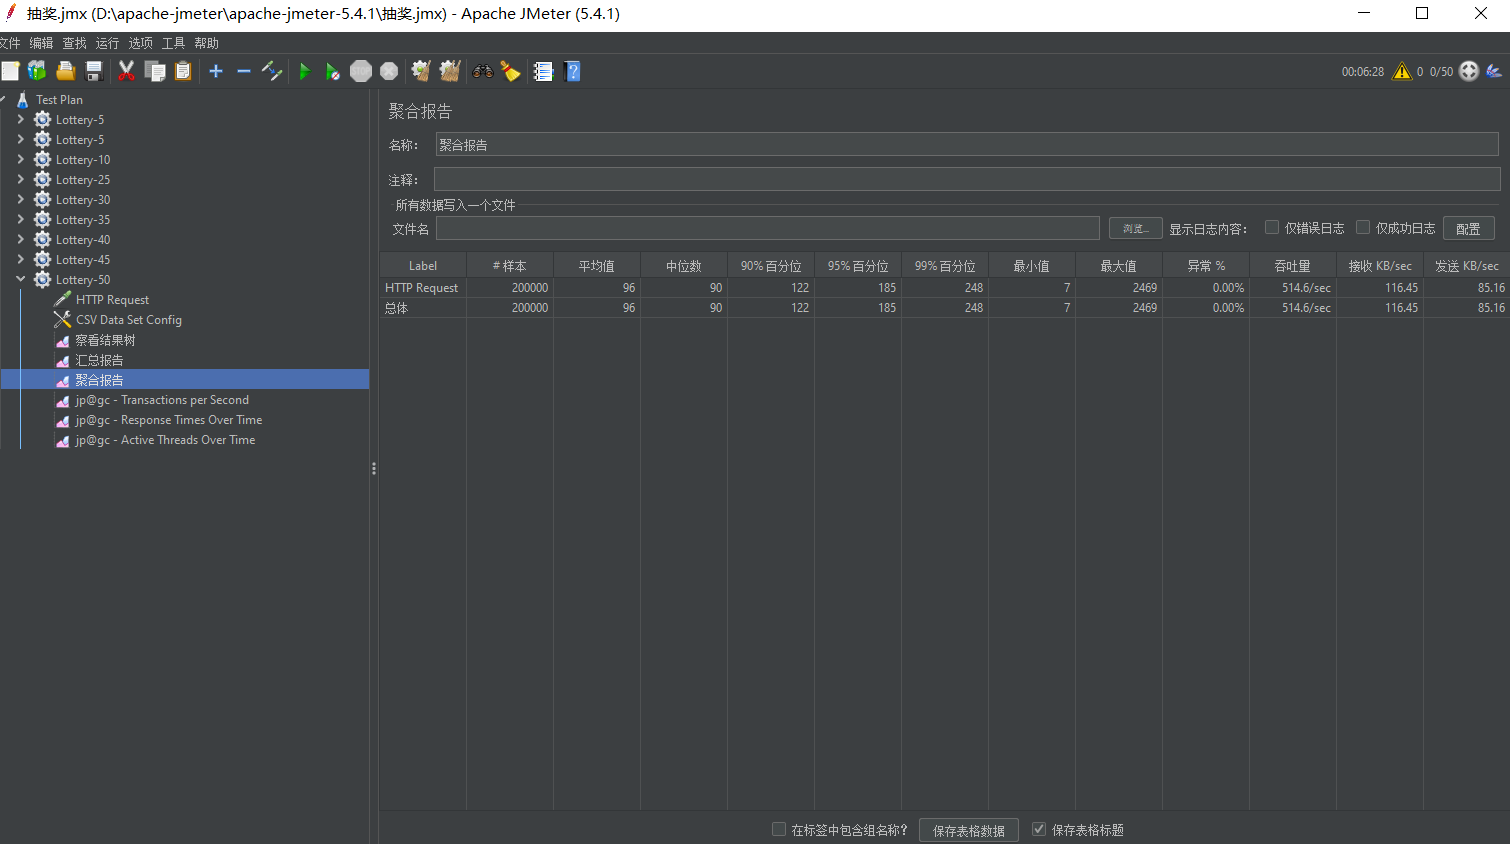 抽奖.jmx (D:\apache-jmeter\apache-jmeter-5.4.1\抽奖.jmx) - Apache JMeter (5.4.1)
文件 编辑 查找 运行 选项 工具 帮助
00:06:28 0 0/50
Test Plan
Lottery-5
Lottery-5
Lottery-10
Lottery-25
Lottery-30
Lottery-35
Lottery-40
Lottery-45
Lottery-50
HTTP Request
CSV Data Set Config
察看结果树
汇总报告
聚合报告
jp@gc - Transactions per Second
jp@gc - Response Times Over Time
jp@gc - Active Threads Over Time
聚合报告
名称： 聚合报告
注释：
所有数据写入一个文件
文件名 浏览... 显示日志内容： 仅错误日志 仅成功日志 配置
Label # 样本 平均值 中位数 90% 百分位 95% 百分位 99% 百分位 最小值 最大值 异常 % 吞吐量 接收 KB/sec 发送 KB/sec
HTTP Request 200000 96 90 122 185 248 7 2469 0.00% 514.6/sec 116.45 85.16
总体 200000 96 90 122 185 248 7 2469 0.00% 514.6/sec 116.45 85.16
在标签中包含组名称？ 保存表格数据 保存表格标题